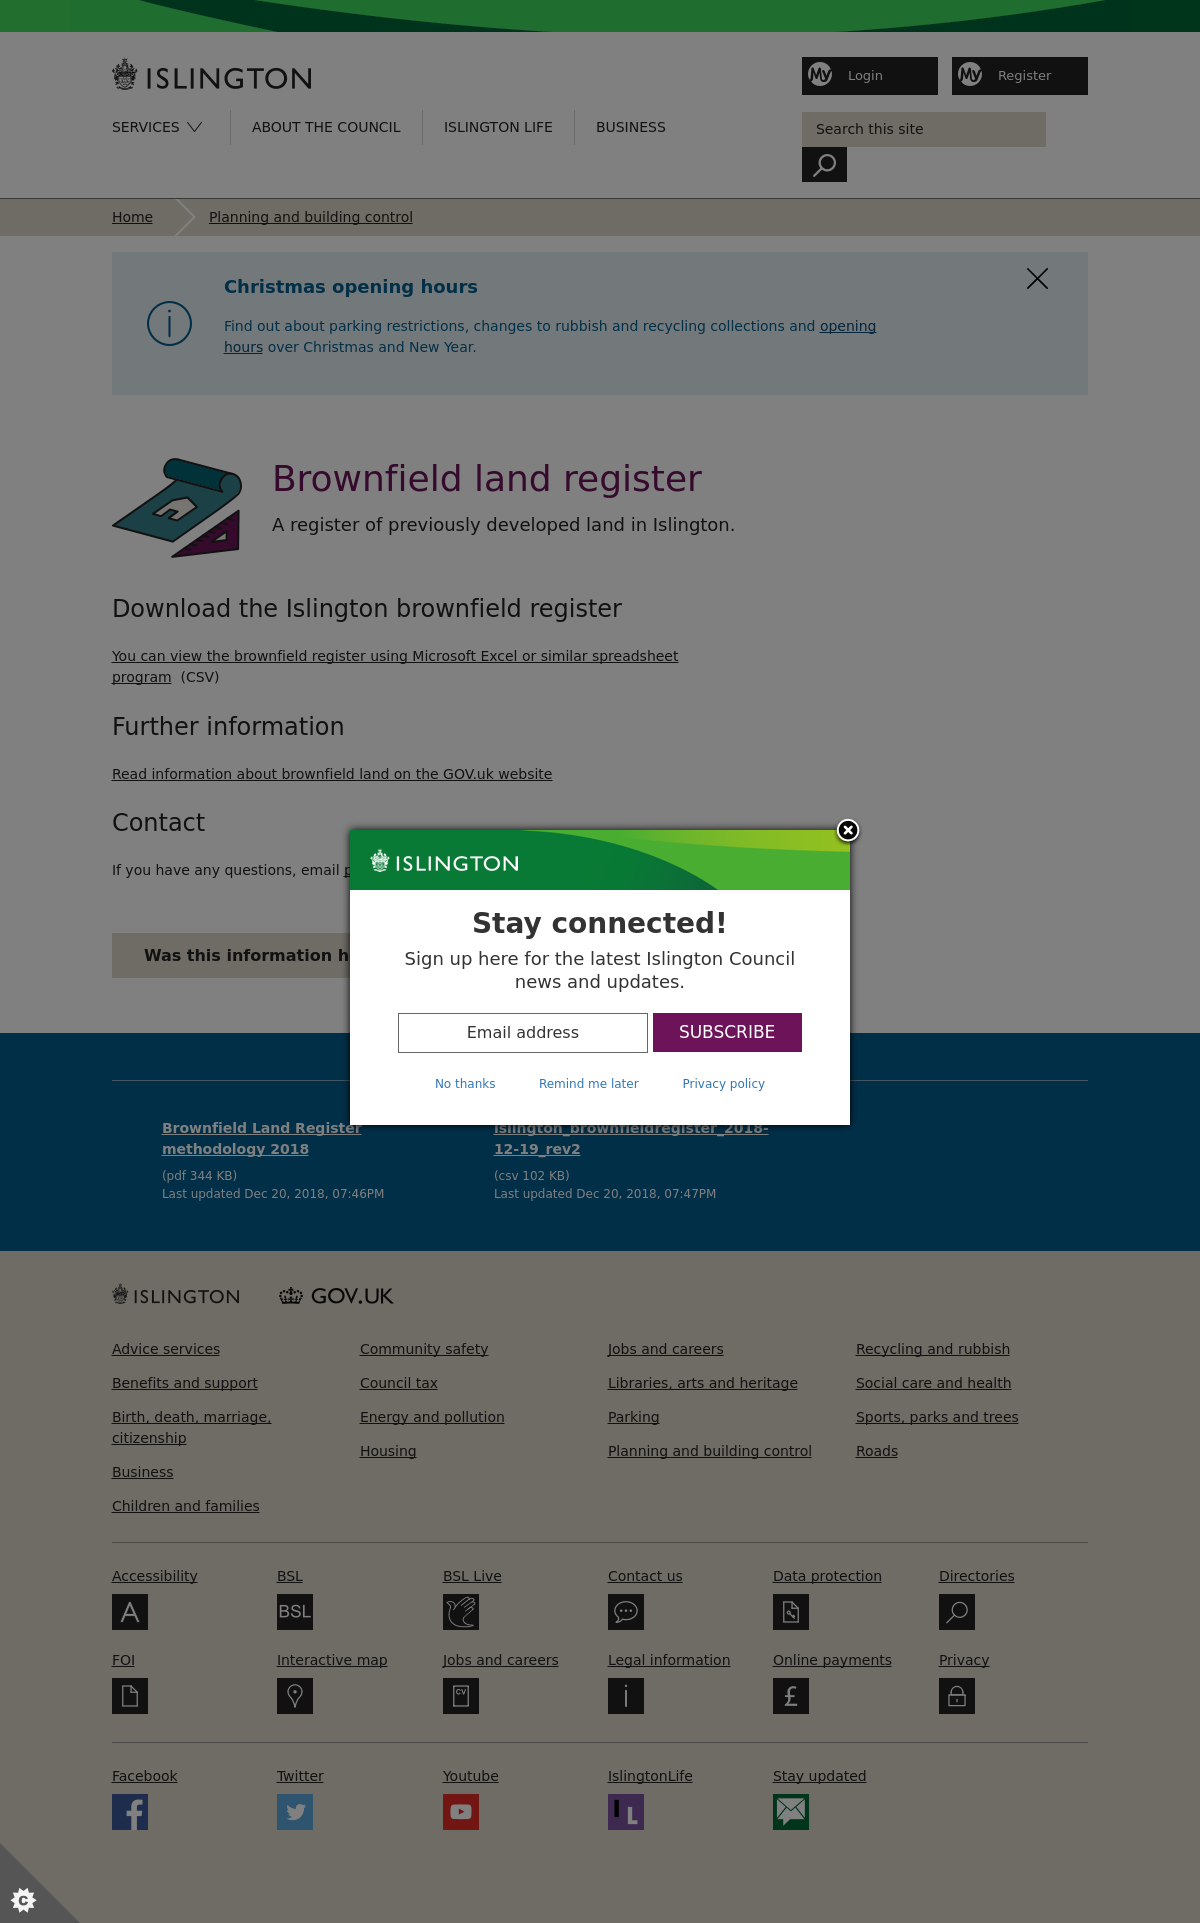 ISLINGTON
My Login
My Register
SERVICES
ABOUT THE COUNCIL
ISLINGTON LIFE
BUSINESS
Search this site
Home
Planning and building control
Christmas opening hours
Find out about parking restrictions, changes to rubbish and recycling collections and opening
hours over Christmas and New Year.
Brownfield land register
A register of previously developed land in Islington.
Download the Islington brownfield register
You can view the brownfield register using Microsoft Excel or similar spreadsheet
program (CSV)
Further information
Read information about brownfield land on the GOV.uk website
Contact
If you have any questions, email
Was this information
ISLINGTON
Stay connected!
Sign up here for the latest Islington Council
news and updates.
Email address
SUBSCRIBE
No thanks
Remind me later
Privacy policy
Brownfield Land Register
methodology 2018
(pdf 344 KB)
Last updated Dec 20, 2018, 07:46PM
Islington_brownfieldregister_2018-
12-19_rev2
(csv 102 KB)
Last updated Dec 20, 2018, 07:47PM
ISLINGTON
GOV.UK
Advice services
Benefits and support
Birth, death, marriage,
citizenship
Business
Children and families
Community safety
Council tax
Energy and pollution
Housing
Jobs and careers
Libraries, arts and heritage
Parking
Planning and building control
Recycling and rubbish
Social care and health
Sports, parks and trees
Roads
Accessibility
A
BSL
BSL
BSL Live
Contact us
Data protection
Directories
FOI
Interactive map
Jobs and careers
CV
Legal information
i
Online payments
£
Privacy
Facebook
Twitter
Youtube
IslingtonLife
IL
Stay updated
C